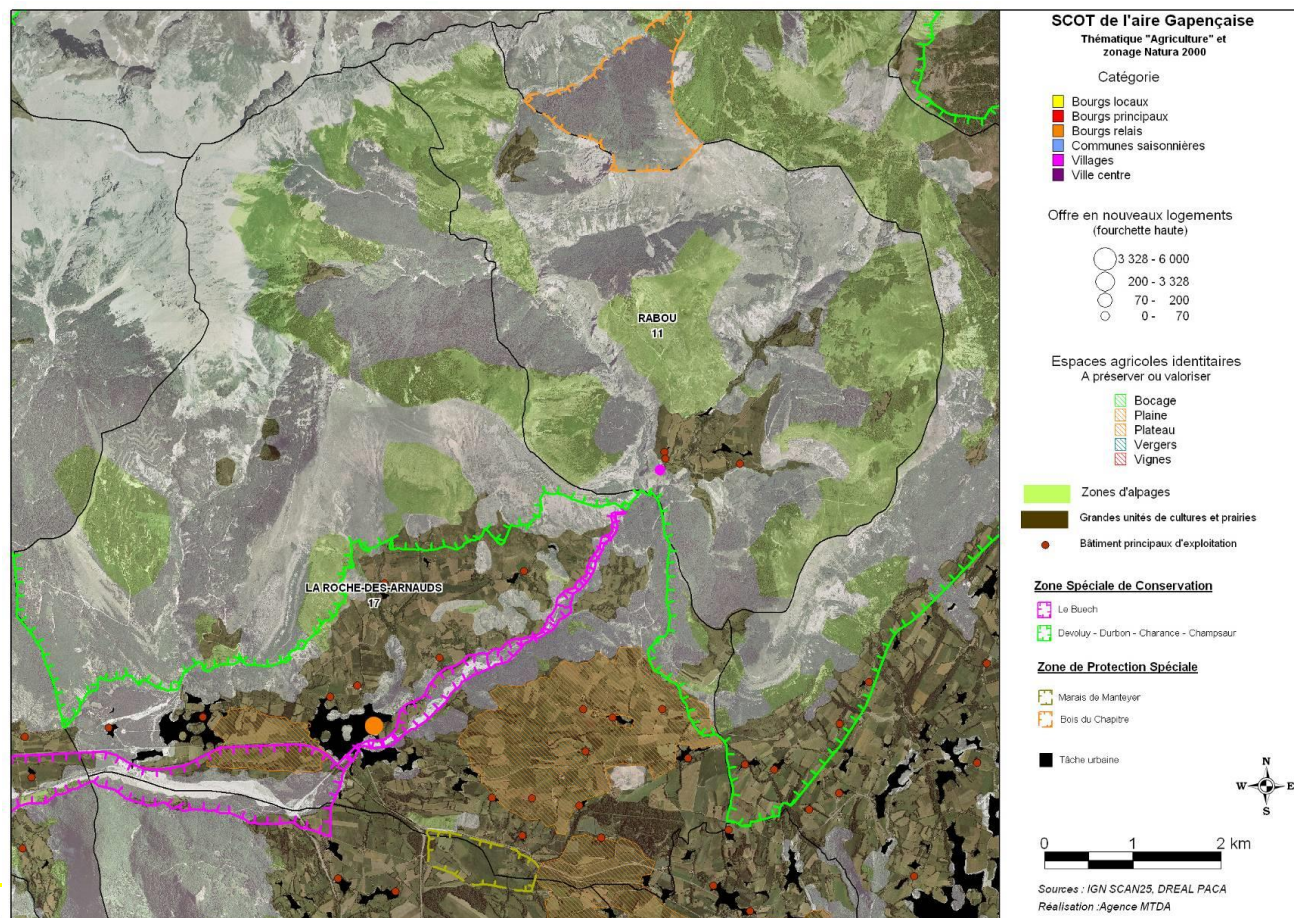 SCOT de l'aire Gapençaise
Thématique "Agriculture" et
zonage Natura 2000
Catégorie
Bourgs locaux
Bourgs principaux
Bourgs relais
Communes saisonnières
Villages
Ville centre
Offre en nouveaux logements
(fourchette haute)
3 328 - 6 000
200 - 3 328
70 - 200
0 - 70
Espaces agricoles identitaires
A préserver ou valoriser
Bocage
Plaine
Plateau
Vergers
Vignes
Zones d'alpages
Grandes unités de cultures et prairies
Bâtiment principaux d'exploitation
Zone Spéciale de Conservation
Le Buech
Devoluy - Durbon - Charance - Champsaur
Zone de Protection Spéciale
Marais de Manteyer
Bois du Chapitre
Tâche urbaine
N
W E
S
0 1 2 km
Sources : IGN SCAN25, DREAL PACA
Réalisation :Agence MTDA
RABOU
11
LA ROCHE-DES-ARNAUDS
17